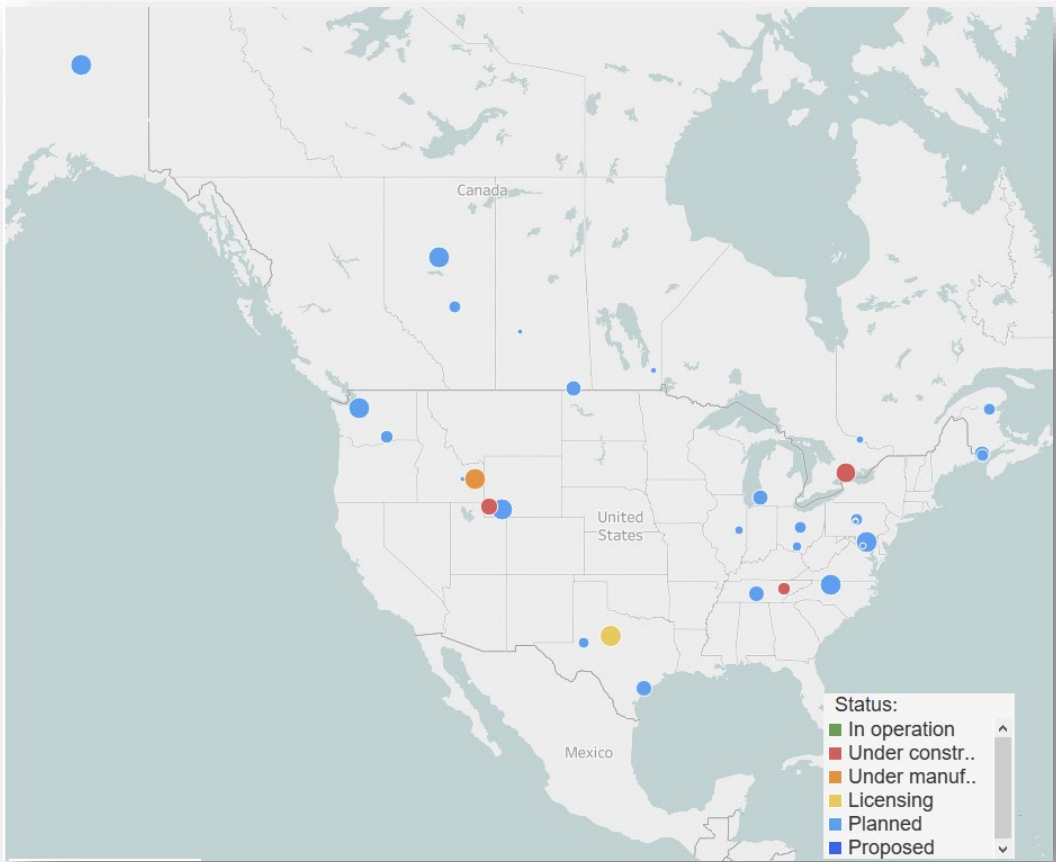 Canada
United
States
Mexico
Status:
In operation
Under constr..
Under manuf..
Licensing
Planned
Proposed